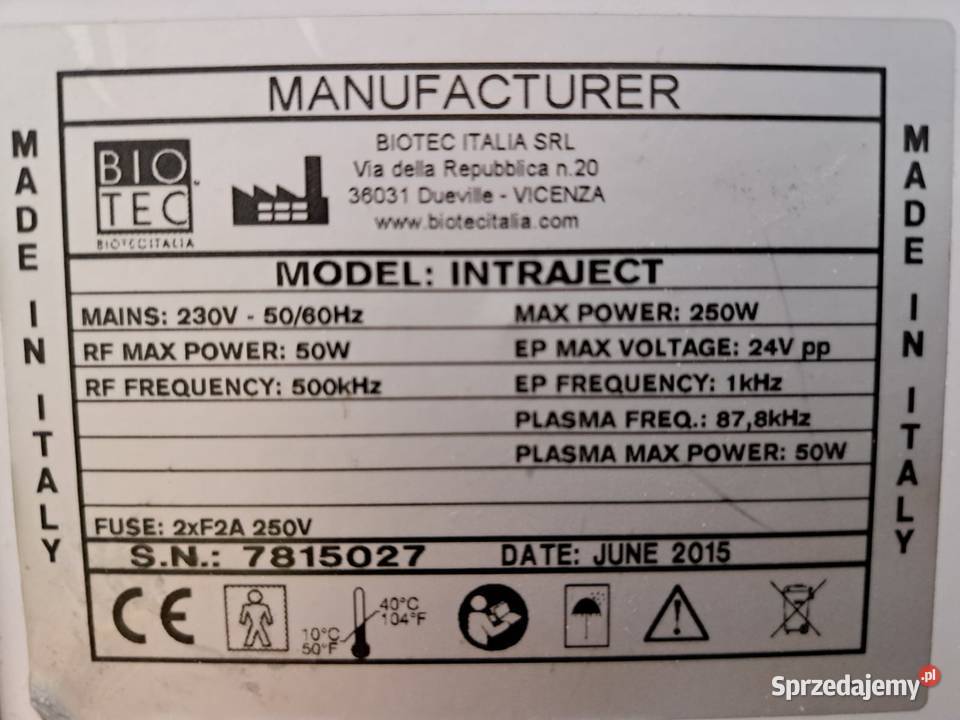 MANUFACTURER
MADE IN ITALY
BIO
TEC
BIOTECITALIA
BIOTEC ITALIA SRL
Via della Repubblica n.20
36031 Dueville - VICENZA
www.biotecitalia.com
MODEL: INTRAJECT
MAINS: 230V - 50/60Hz
MAX POWER: 250W
RF MAX POWER: 50W
EP MAX VOLTAGE: 24V pp
RF FREQUENCY: 500kHz
EP FREQUENCY: 1kHz
PLASMA FREQ.: 87,8kHz
PLASMA MAX POWER: 50W
FUSE: 2xF2A 250V
S.N.: 7815027
DATE: JUNE 2015
CE
10°C
50°F
40°C
104°F
MADE IN ITALY
Sprzedajemy.pl